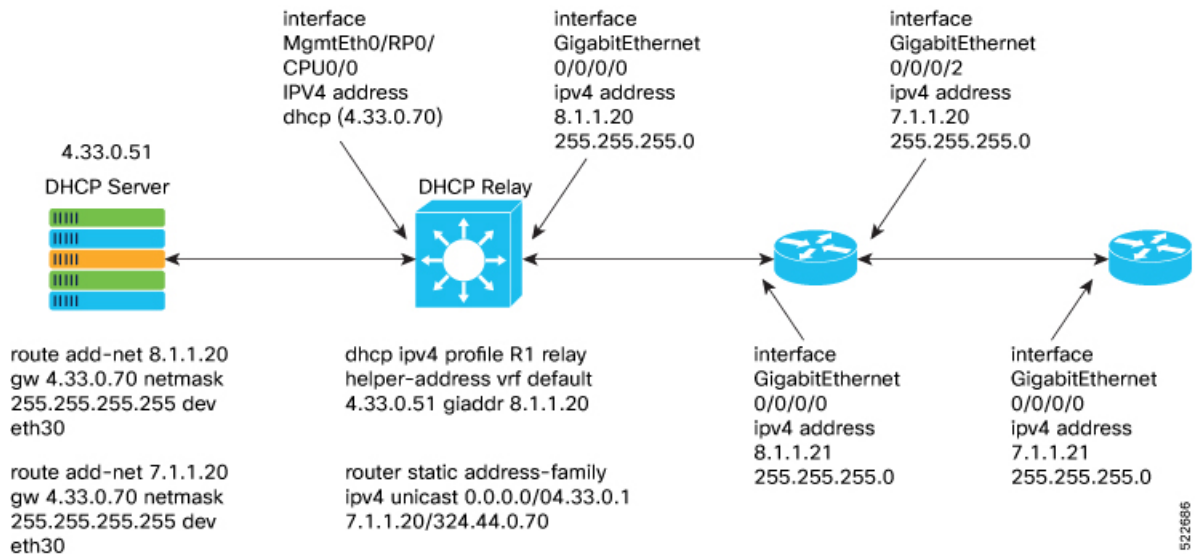 interface
MgmtEth0/RP0/
CPU0/0
IPV4 address
dhcp (4.33.0.70)
interface
GigabitEthernet
0/0/0/0
ipv4 address
8.1.1.20
255.255.255.0
interface
GigabitEthernet
0/0/0/2
ipv4 address
7.1.1.20
255.255.255.0
4.33.0.51
DHCP Server
DHCP Relay
route add-net 8.1.1.20
gw 4.33.0.70 netmask
255.255.255.255 dev
eth30
route add-net 7.1.1.20
gw 4.33.0.70 netmask
255.255.255.255 dev
eth30
dhcp ipv4 profile R1 relay
helper-address vrf default
4.33.0.51 giaddr 8.1.1.20
router static address-family
ipv4 unicast 0.0.0.0/04.33.0.1
7.1.1.20/324.44.0.70
interface
GigabitEthernet
0/0/0/0
ipv4 address
8.1.1.21
255.255.255.0
interface
GigabitEthernet
0/0/0/0
ipv4 address
7.1.1.21
255.255.255.0
522686